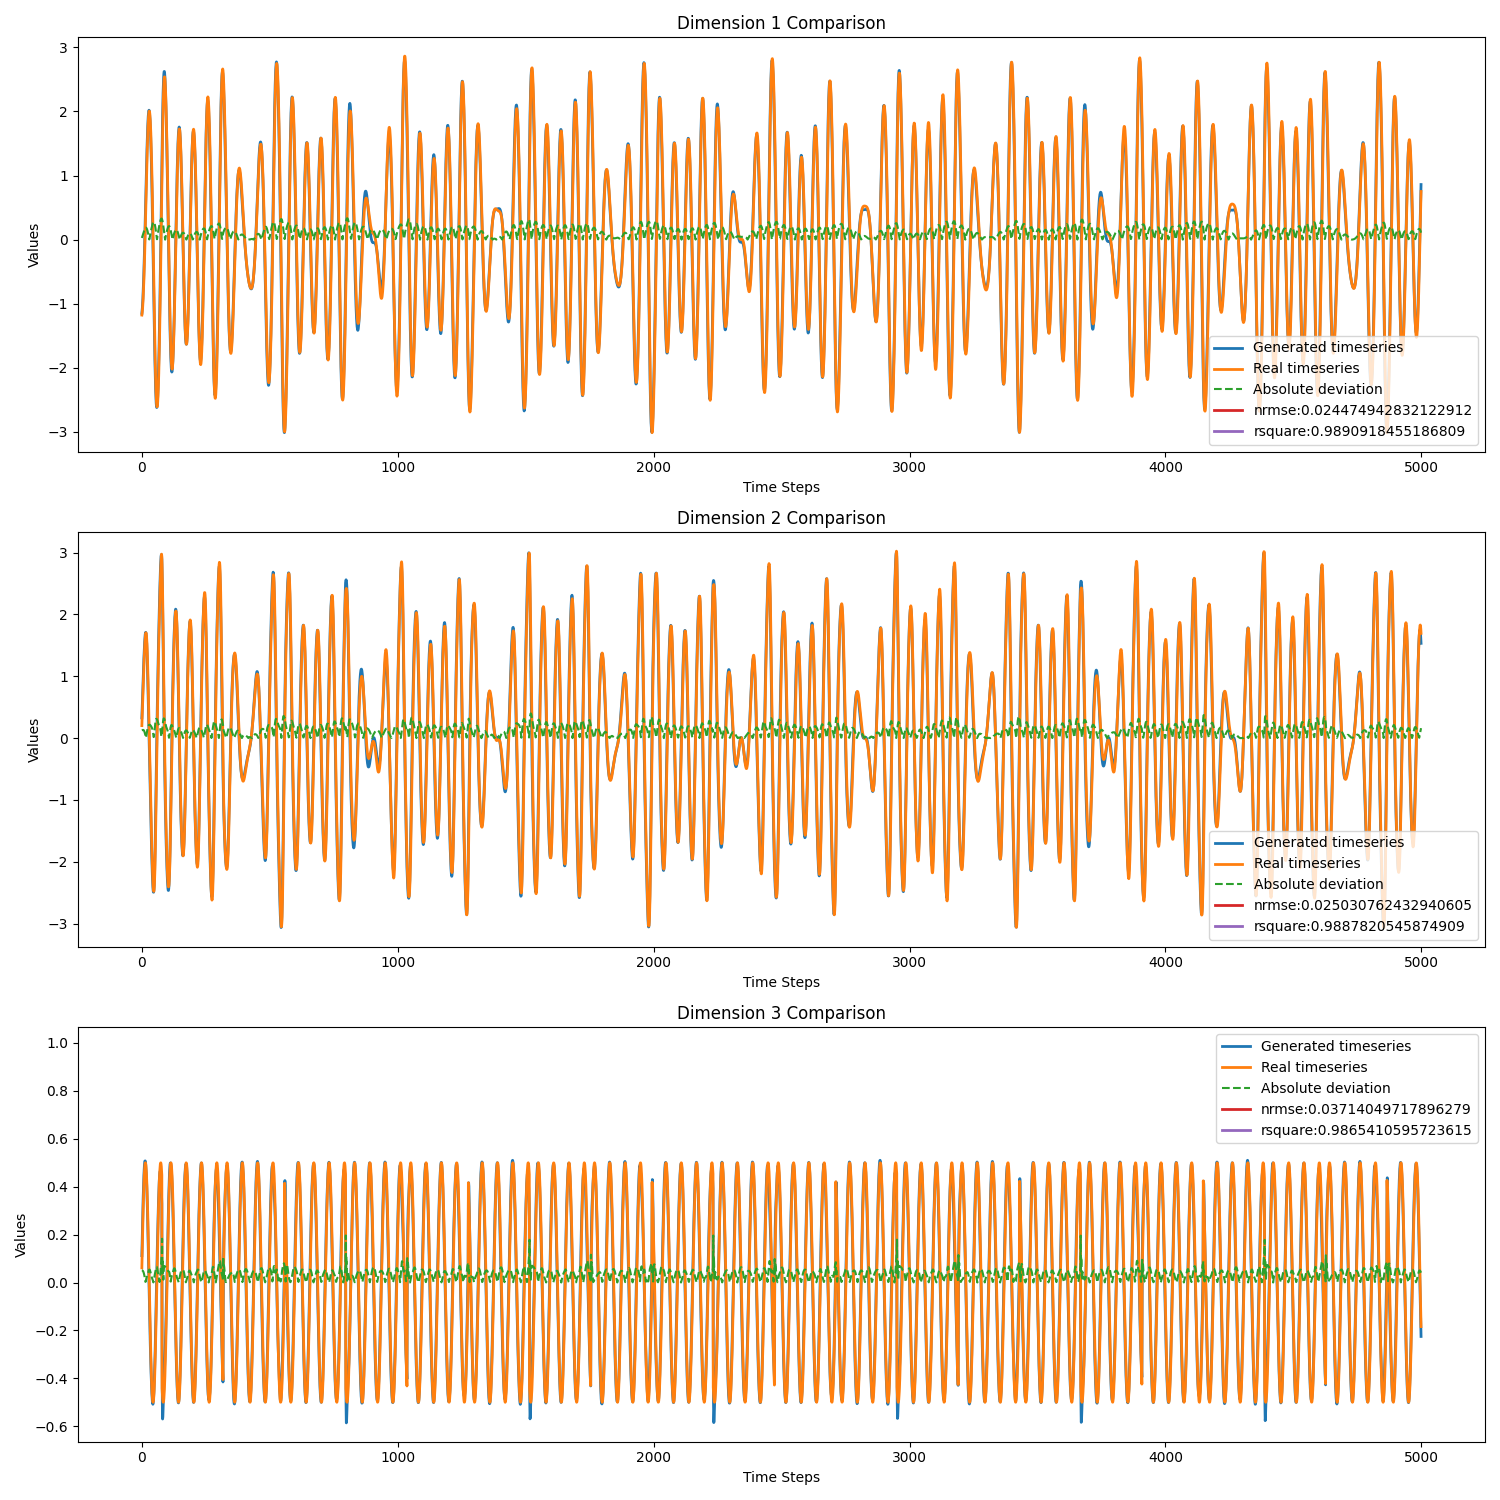 Dimension 1 Comparison
3
2
1
0
−1
−2
−3
Values
Generated timeseries
Real timeseries
Absolute deviation
nrmse:0.024474942832122912
rsquare:0.9890918455186809
0 1000 2000 3000 4000 5000
Time Steps
Dimension 2 Comparison
3
2
1
0
−1
−2
−3
Values
Generated timeseries
Real timeseries
Absolute deviation
nrmse:0.025030762432940605
rsquare:0.9887820545874909
0 1000 2000 3000 4000 5000
Time Steps
Dimension 3 Comparison
1.0
0.8
0.6
0.4
0.2
0.0
−0.2
−0.4
−0.6
Values
Generated timeseries
Real timeseries
Absolute deviation
nrmse:0.03714049717896279
rsquare:0.9865410595723615
0 1000 2000 3000 4000 5000
Time Steps